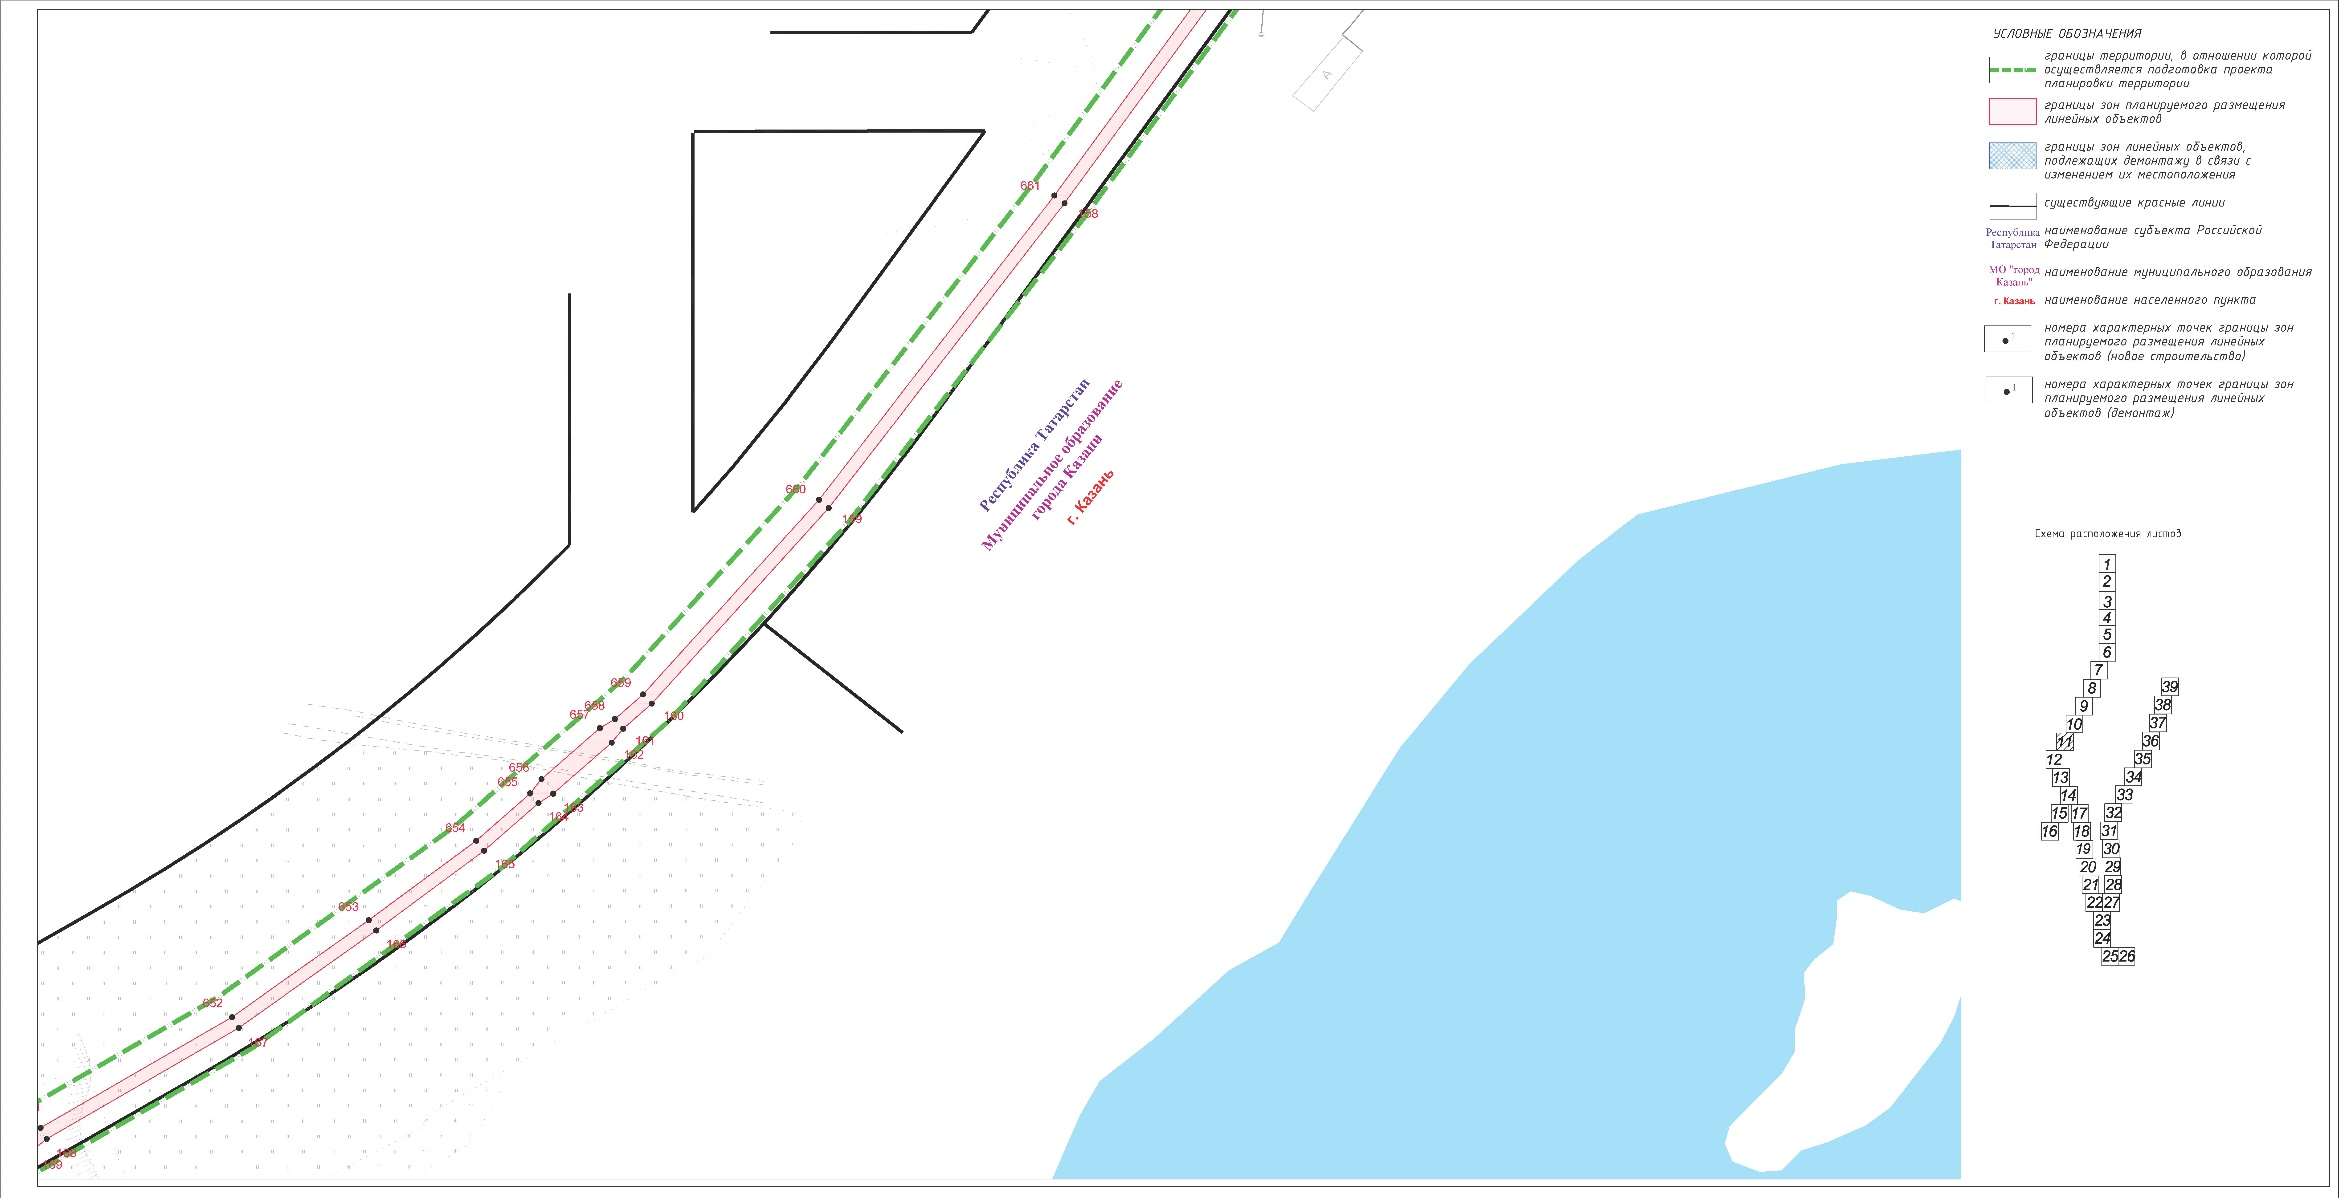 УСЛОВНЫЕ ОБОЗНАЧЕНИЯ
границы территории, в отношении которой
осуществляется подготовка проекта
планировки территории
границы зон планируемого размещения
линейных объектов
границы зон линейных объектов,
подлежащих демонтажу в связи с
изменением их местоположения
существующие красные линии
Республика
Татарстан
наименование субъекта Российской
Федерации
МО "город
Казань"
наименование муниципального образования
г. Казань
наименование населенного пункта
номера характерных точек границы зон
планируемого размещения линейных
объектов (новое строительство)
1
номера характерных точек границы зон
планируемого размещения линейных
объектов (демонтаж)
Схема расположения листов
1
2
3
4
5
6
7
8
39
9
38
10
37
11
36
12
35
13
34
14
33
15
17
32
16
18
31
19
30
20
29
21
28
22
27
23
24
25
26
А
661
158
Республика Татарстан
Муниципальное образование
города Казани
г. Казань
660
159
659
160
658
657
161
162
656
655
163
164
654
165
653
166
652
167
168
169